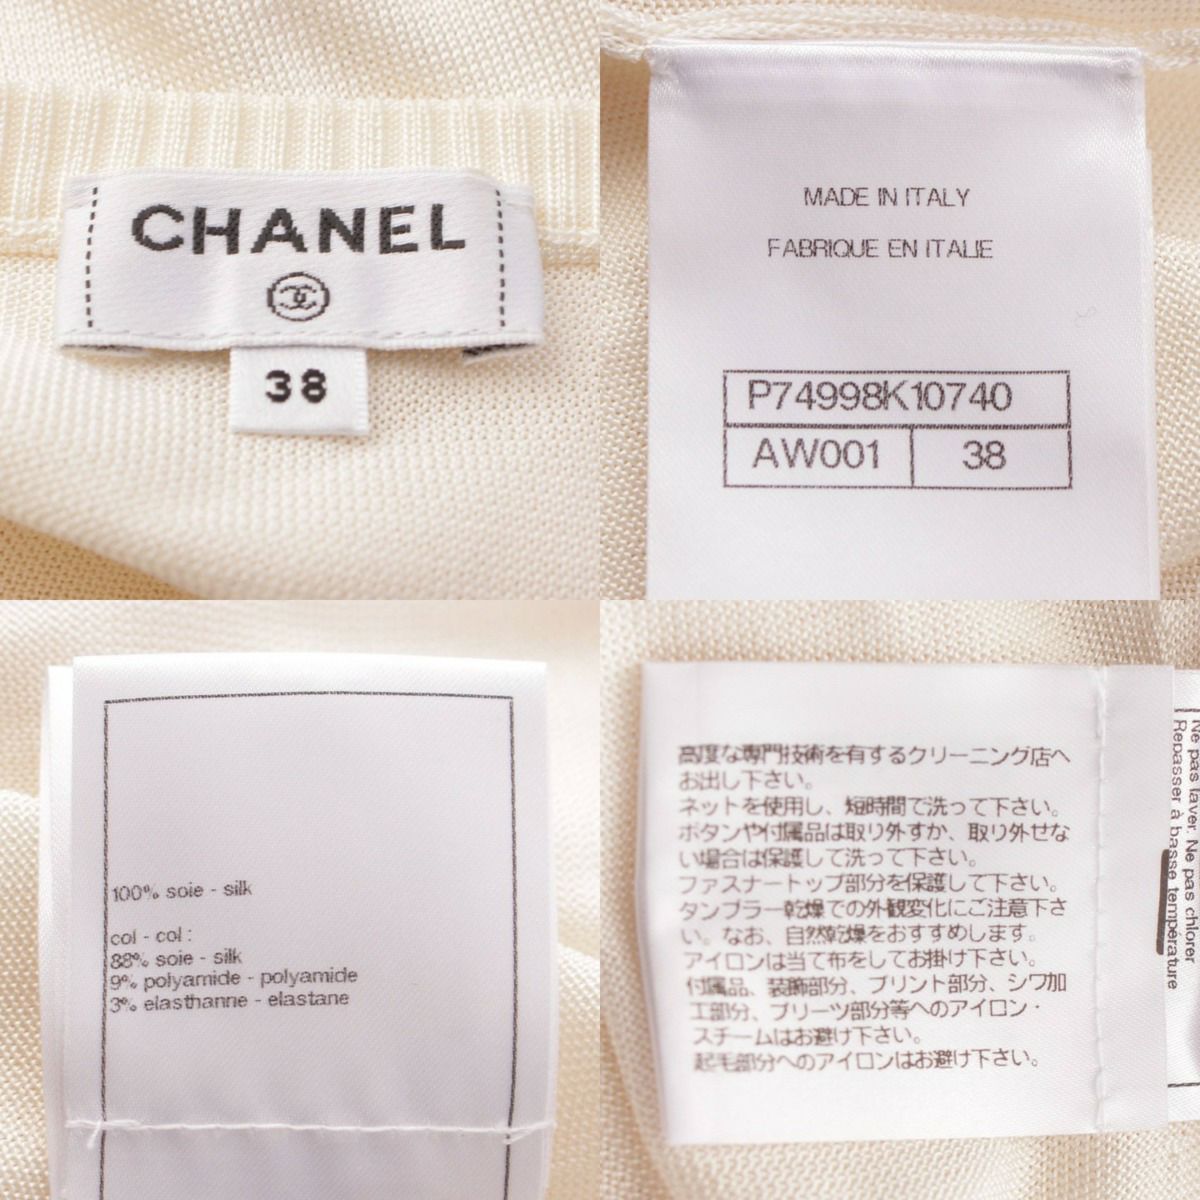 CHANEL
38
MADE IN ITALY
FABRIQUE EN ITALIE
P74998K10740
AW001 38
100% soie - silk
col - col :
88% soie - silk
9% polyamide - polyamide
3% elasthanne - elastane
高度な専門技術を有するクリーニング店へ
お出し下さい。
ネットを使用し、短時間で洗って下さい。
ボタンや付属品は取り外すか、取り外せな
い場合は保護して洗って下さい。
ファスナートップ部分を保護して下さい。
タンブラー乾燥での外観変化にご注意下さ
い。なお、自然乾燥をおすすめします。
アイロンは当て布をしてお掛け下さい。
付属品、装飾部分、プリント部分、シワ加
工部分、プリーツ部分等へのアイロン・
スチームはお避け下さい。
起毛部分へのアイロンはお避け下さい。
Ne pas laver. Ne pas chlorer
Repasser à basse température